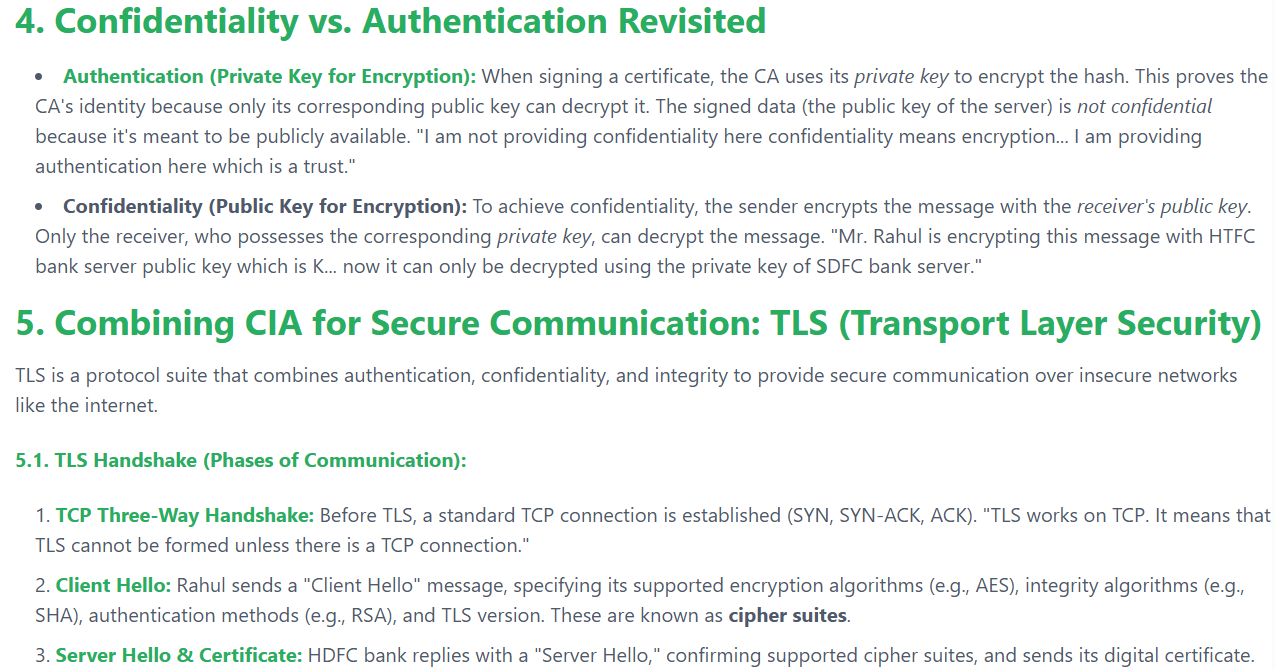 4. Confidentiality vs. Authentication Revisited
• Authentication (Private Key for Encryption): When signing a certificate, the CA uses its private key to encrypt the hash. This proves the
CA's identity because only its corresponding public key can decrypt it. The signed data (the public key of the server) is not confidential
because it's meant to be publicly available. "I am not providing confidentiality here confidentiality means encryption... I am providing
authentication here which is a trust."
• Confidentiality (Public Key for Encryption): To achieve confidentiality, the sender encrypts the message with the receiver's public key.
Only the receiver, who possesses the corresponding private key, can decrypt the message. "Mr. Rahul is encrypting this message with HTFC
bank server public key which is K... now it can only be decrypted using the private key of SDFC bank server."
5. Combining CIA for Secure Communication: TLS (Transport Layer Security)
TLS is a protocol suite that combines authentication, confidentiality, and integrity to provide secure communication over insecure networks
like the internet.
5.1. TLS Handshake (Phases of Communication):
1. TCP Three-Way Handshake: Before TLS, a standard TCP connection is established (SYN, SYN-ACK, ACK). "TLS works on TCP. It means that
TLS cannot be formed unless there is a TCP connection."
2. Client Hello: Rahul sends a "Client Hello" message, specifying its supported encryption algorithms (e.g., AES), integrity algorithms (e.g.,
SHA), authentication methods (e.g., RSA), and TLS version. These are known as cipher suites.
3. Server Hello & Certificate: HDFC bank replies with a "Server Hello," confirming supported cipher suites, and sends its digital certificate.